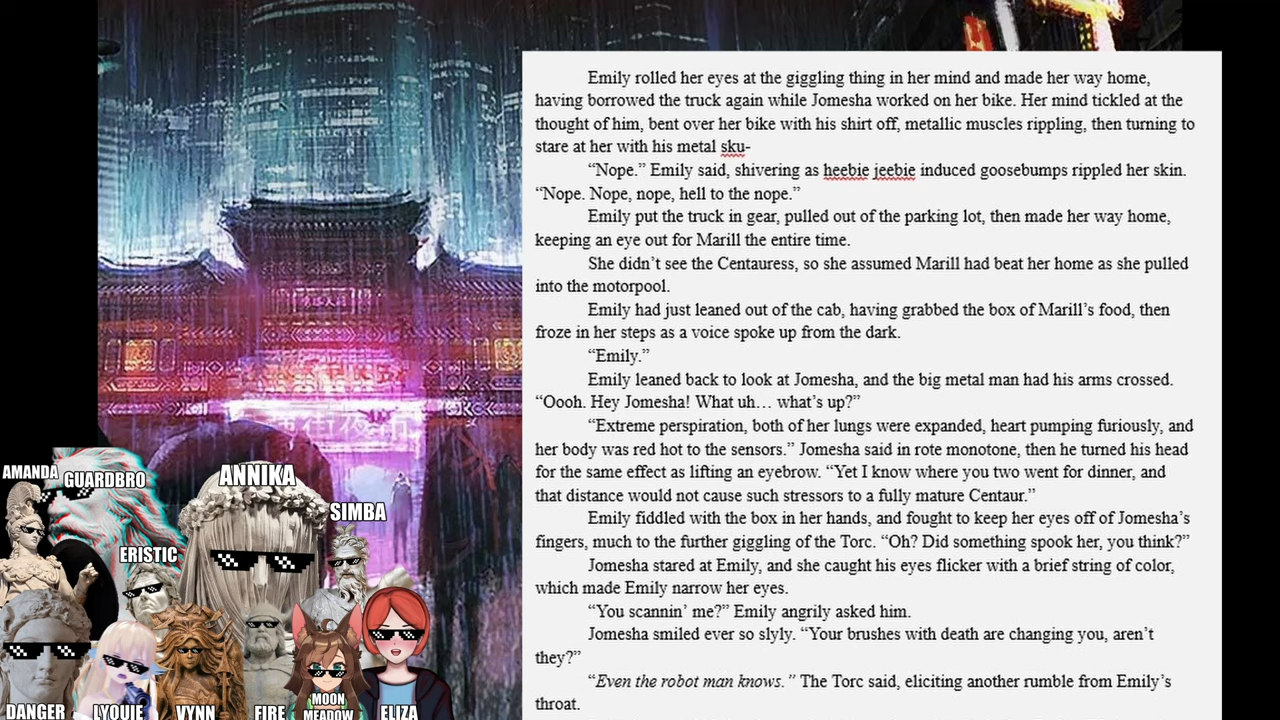 Emily rolled her eyes at the giggling thing in her mind and made her way home,
having borrowed the truck again while Jomesha worked on her bike. Her mind tickled at the
thought of him, bent over her bike with his shirt off, metallic muscles rippling, then turning to
stare at her with his metal sku-
“Nope.” Emily said, shivering as heebie jeebie induced goosebumps rippled her skin.
“Nope. Nope, nope, hell to the nope.”
Emily put the truck in gear, pulled out of the parking lot, then made her way home,
keeping an eye out for Marill the entire time.
She didn’t see the Centauress, so she assumed Marill had beat her home as she pulled
into the motorpool.
Emily had just leaned out of the cab, having grabbed the box of Marill’s food, then
froze in her steps as a voice spoke up from the dark.
“Emily.”
Emily leaned back to look at Jomesha, and the big metal man had his arms crossed.
“Oooh. Hey Jomesha! What uh… what’s up?”
“Extreme perspiration, both of her lungs were expanded, heart pumping furiously, and
her body was red hot to the sensors.” Jomesha said in rote monotone, then he turned his head
for the same effect as lifting an eyebrow. “Yet I know where you two went for dinner, and
that distance would not cause such stressors to a fully mature Centaur.”
Emily fiddled with the box in her hands, and fought to keep her eyes off of Jomesha’s
fingers, much to the further giggling of the Torc. “Oh? Did something spook her, you think?”
Jomesha stared at Emily, and she caught his eyes flicker with a brief string of color,
which made Emily narrow her eyes.
“You scannin’ me?” Emily angrily asked him.
Jomesha smiled ever so slyly. “Your brushes with death are changing you, aren’t
they?”
“Even the robot man knows.” The Torc said, eliciting another rumble from Emily’s
throat.
AMANDA
GUARDBRO
ANNIKA
SIMBA
ERISTIC
DANGER
LYQUIE
VYNN
FIRE
MOON
MEADOW
ELIZA